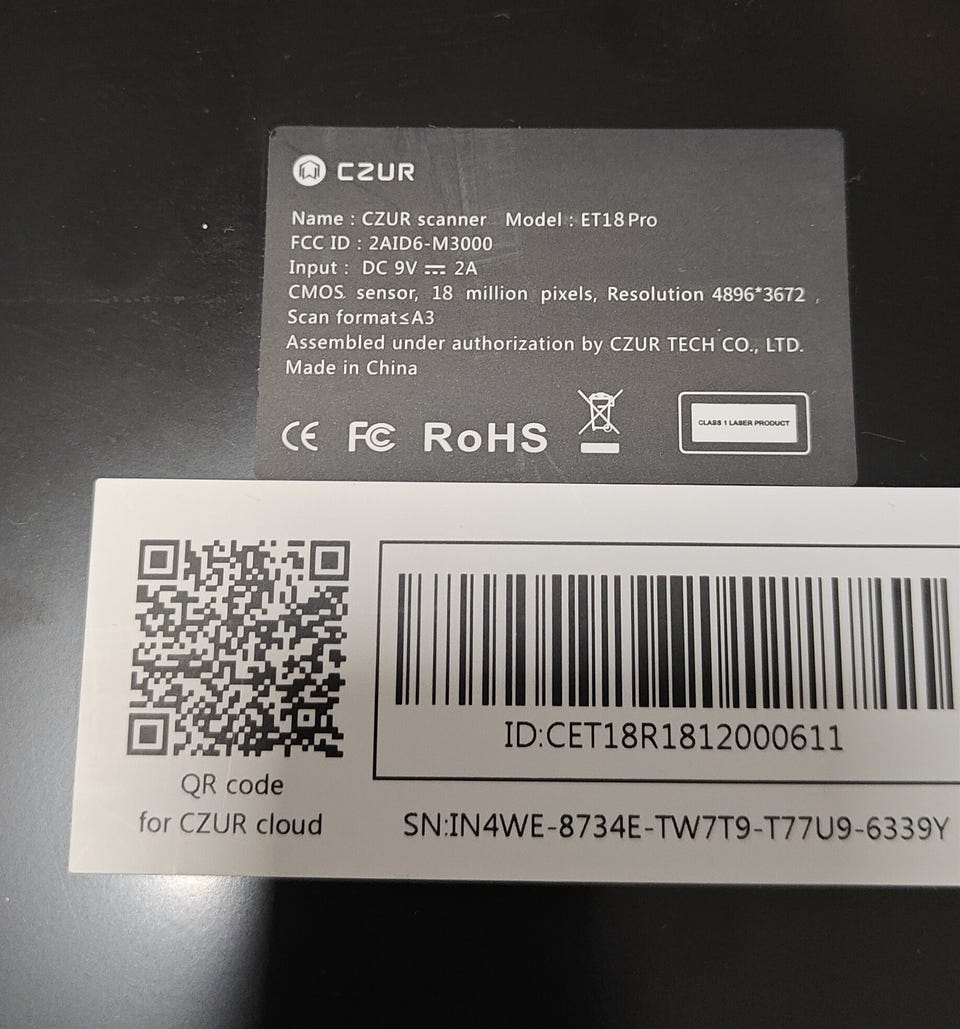 CZUR
Name : CZUR scanner Model : ET18 Pro
FCC ID : 2AID6-M3000
Input : DC 9V ⎓ 2A
CMOS sensor, 18 million pixels, Resolution 4896*3672 ,
Scan format≤A3
Assembled under authorization by CZUR TECH CO., LTD.
Made in China
CE FC RoHS
CLASS 1 LASER PRODUCT
ID:CET18R1812000611
QR code
for CZUR cloud
SN:IN4WE-8734E-TW7T9-T77U9-6339Y